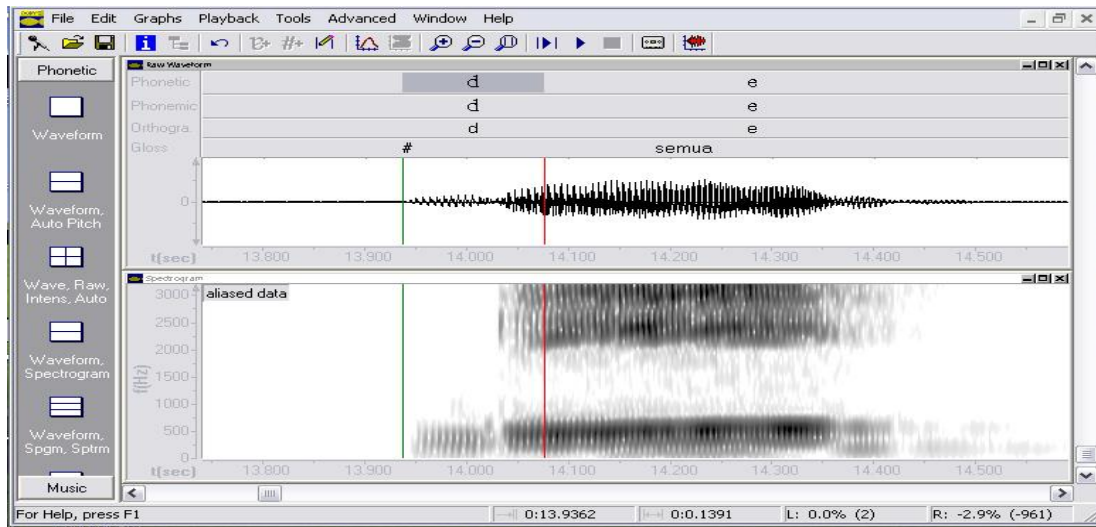 File Edit Graphs Playback Tools Advanced Window Help
Phonetic
Raw Waveform
Phonetic d e
Phonemic d e
Orthogra. d e
Gloss # semua
Waveform
0
t(sec) 13.800 13.900 14.000 14.100 14.200 14.300 14.400 14.500
Waveform, Auto Pitch
Wave, Raw, Intens, Auto
Waveform, Spectrogram
Waveform, Spgm, Sptrm
Music
Spectrogram
aliased data
f(Hz)
3000
2500
2000
1500
1000
500
0
t(sec) 13.800 13.900 14.000 14.100 14.200 14.300 14.400 14.500
For Help, press F1 0:13.9362 0:0.1391 L: 0.0% (2) R: -2.9% (-961)